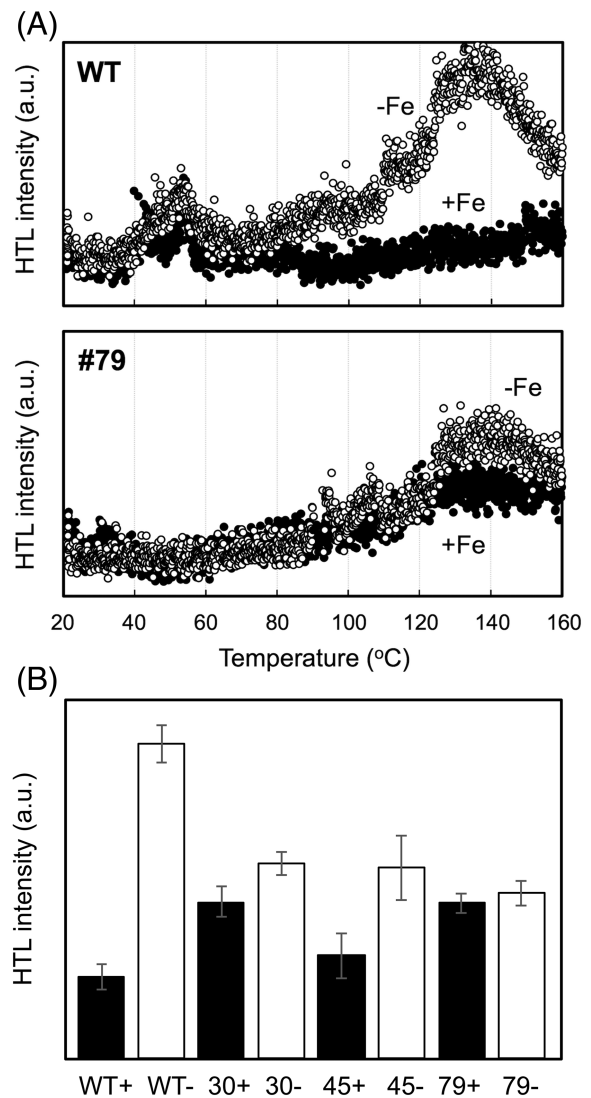 (A)
WT
-Fe
+Fe
HTL intensity (a.u.)
#79
-Fe
+Fe
HTL intensity (a.u.)
20 40 60 80 100 120 140 160
Temperature (oC)
(B)
HTL intensity (a.u.)
WT+ WT- 30+ 30- 45+ 45- 79+ 79-